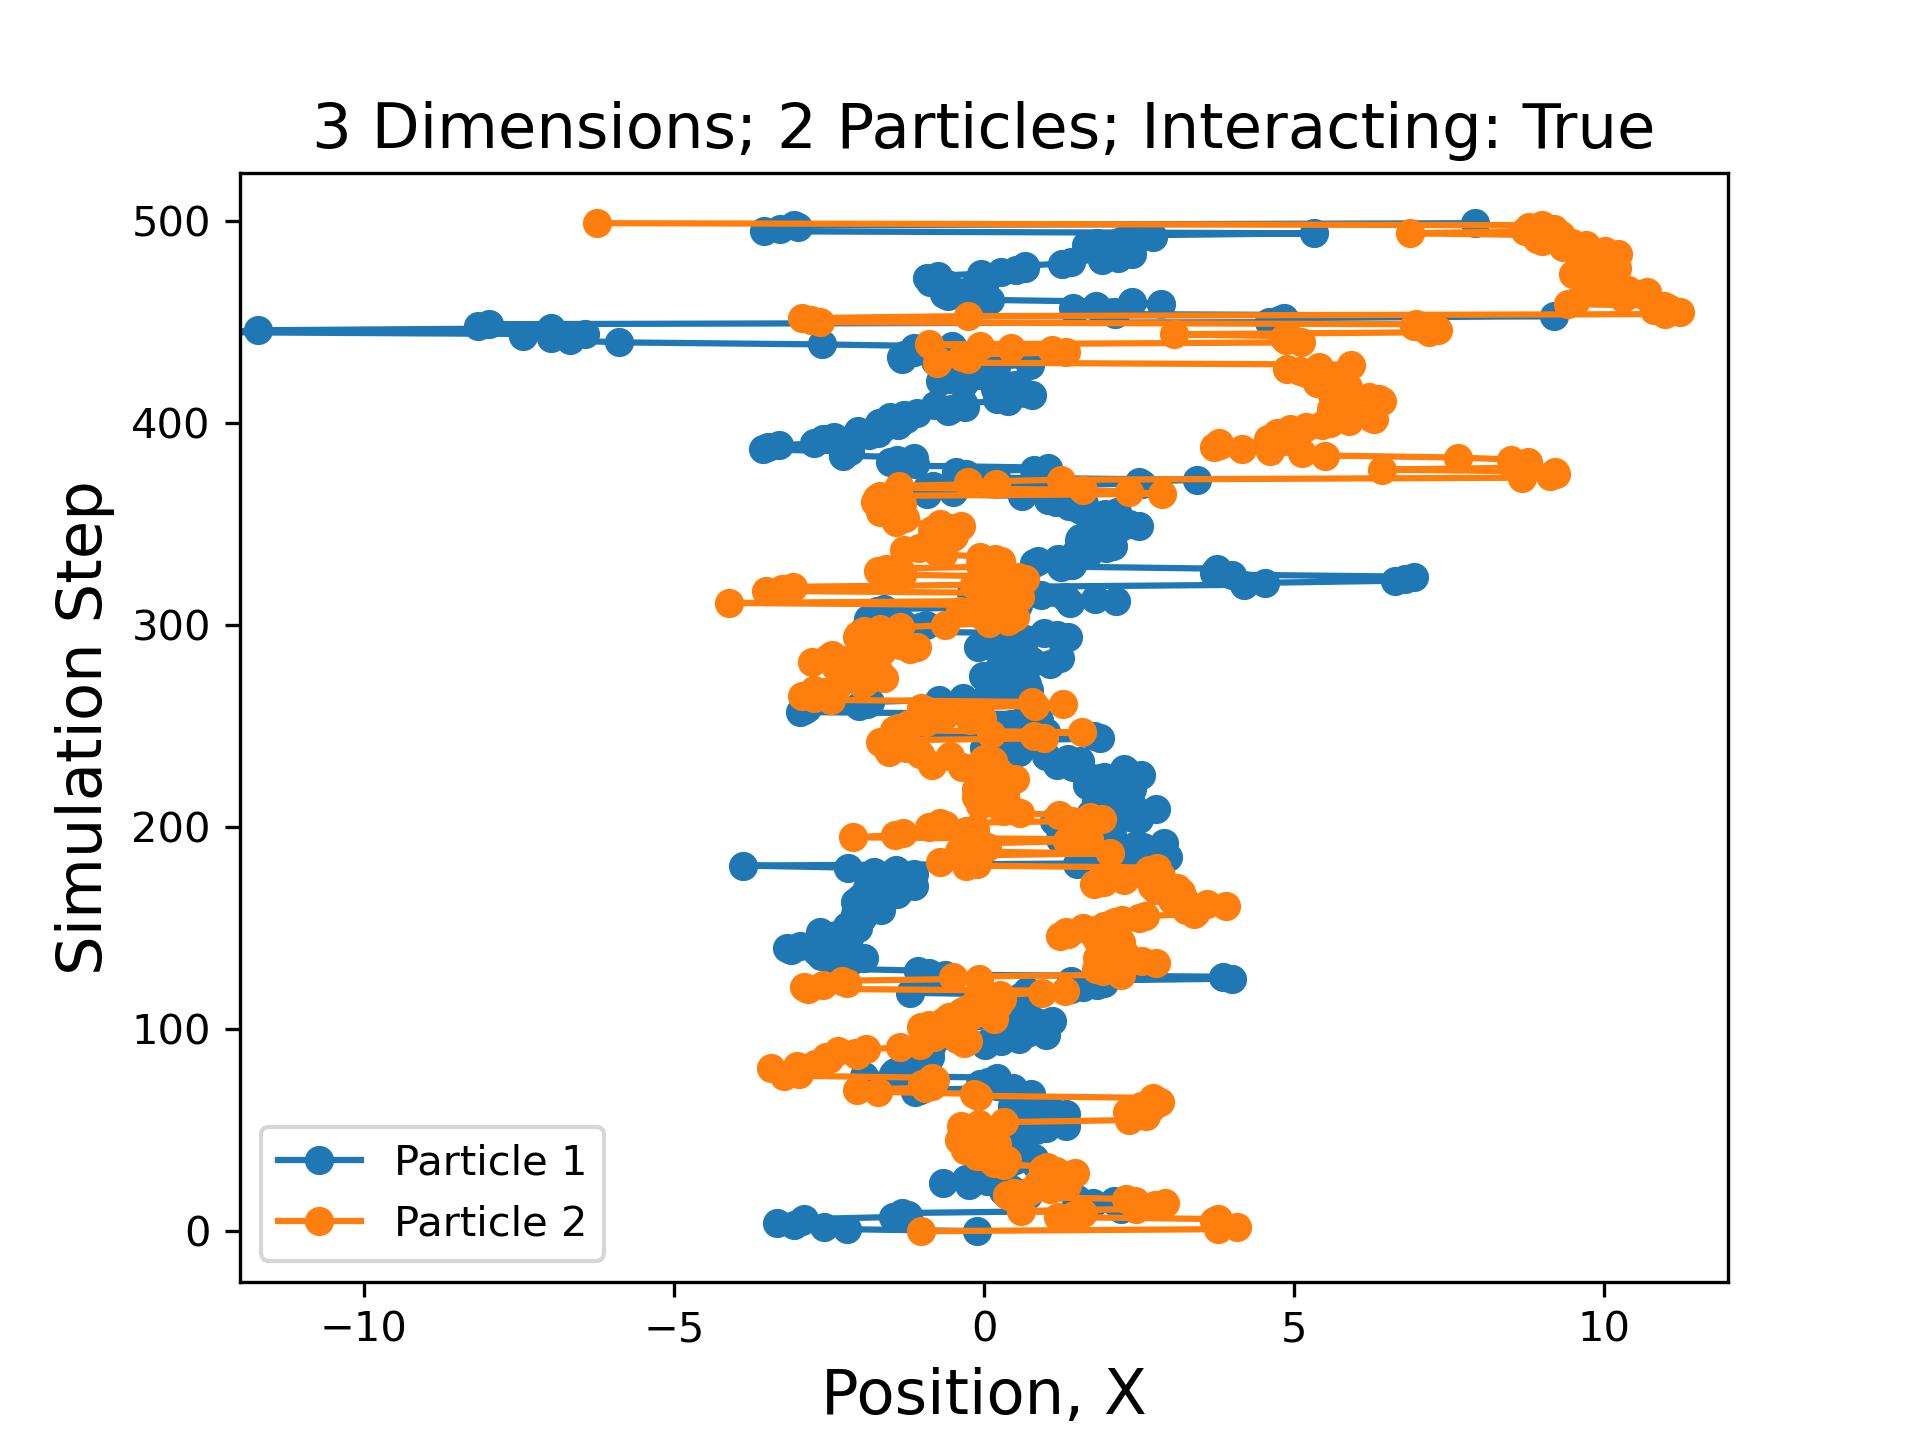 3 Dimensions; 2 Particles; Interacting: True
Simulation Step
500
400
300
200
100
0
Particle 1
Particle 2
−10
−5
0
5
10
Position, X